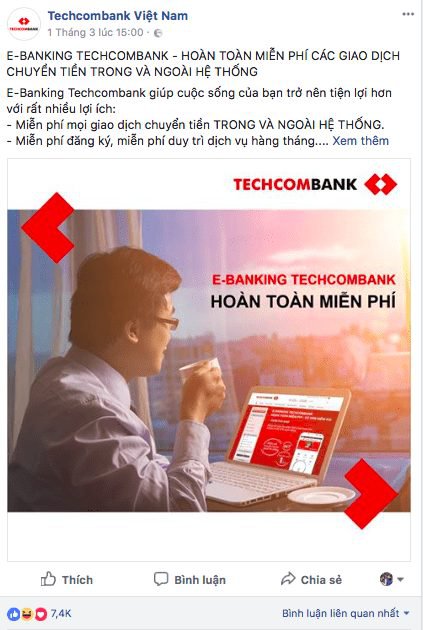 Techcombank Việt Nam
1 Tháng 3 lúc 15:00
E-BANKING TECHCOMBANK - HOÀN TOÀN MIỄN PHÍ CÁC GIAO DỊCH
CHUYỂN TIỀN TRONG VÀ NGOÀI HỆ THỐNG
E-Banking Techcombank giúp cuộc sống của bạn trở nên tiện lợi hơn
với rất nhiều lợi ích:
- Miễn phí mọi giao dịch chuyển tiền TRONG VÀ NGOÀI HỆ THỐNG.
- Miễn phí đăng ký, miễn phí duy trì dịch vụ hàng tháng.... Xem thêm
TECHCOMBANK
E-BANKING TECHCOMBANK
HOÀN TOÀN MIỄN PHÍ
TECHCOMBANK
Thích Bình luận Chia sẻ
7,4K Bình luận liên quan nhất